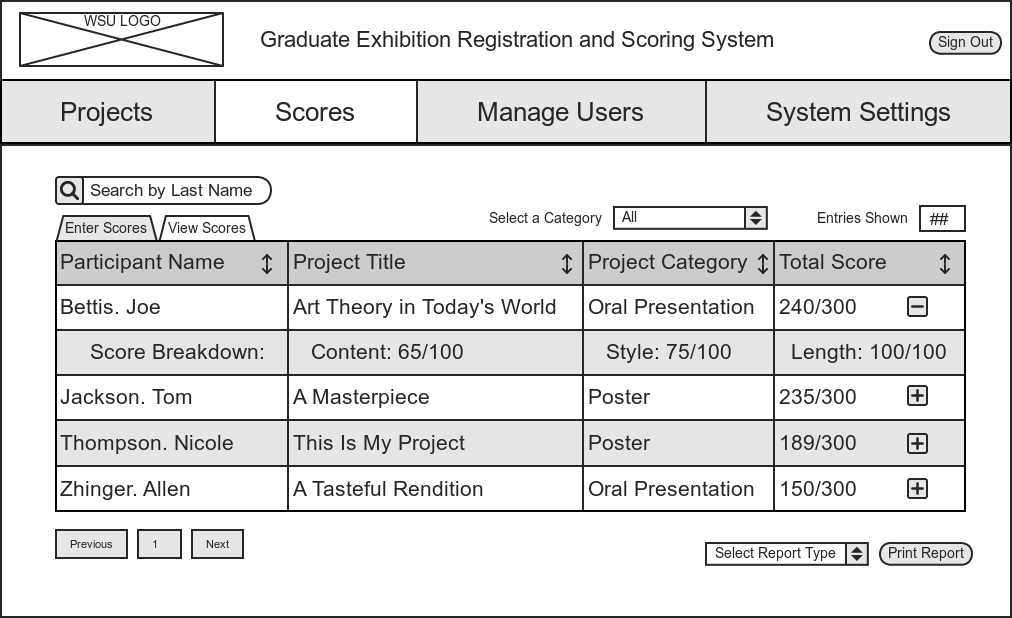 WSU LOGO
Graduate Exhibition Registration and Scoring System
Sign Out
Projects Scores Manage Users System Settings
Search by Last Name
Select a Category All Entries Shown ##
Enter Scores View Scores
Participant Name Project Title Project Category Total Score
Bettis. Joe Art Theory in Today's World Oral Presentation 240/300
Score Breakdown: Content: 65/100 Style: 75/100 Length: 100/100
Jackson. Tom A Masterpiece Poster 235/300
Thompson. Nicole This Is My Project Poster 189/300
Zhinger. Allen A Tasteful Rendition Oral Presentation 150/300
Previous 1 Next
Select Report Type Print Report